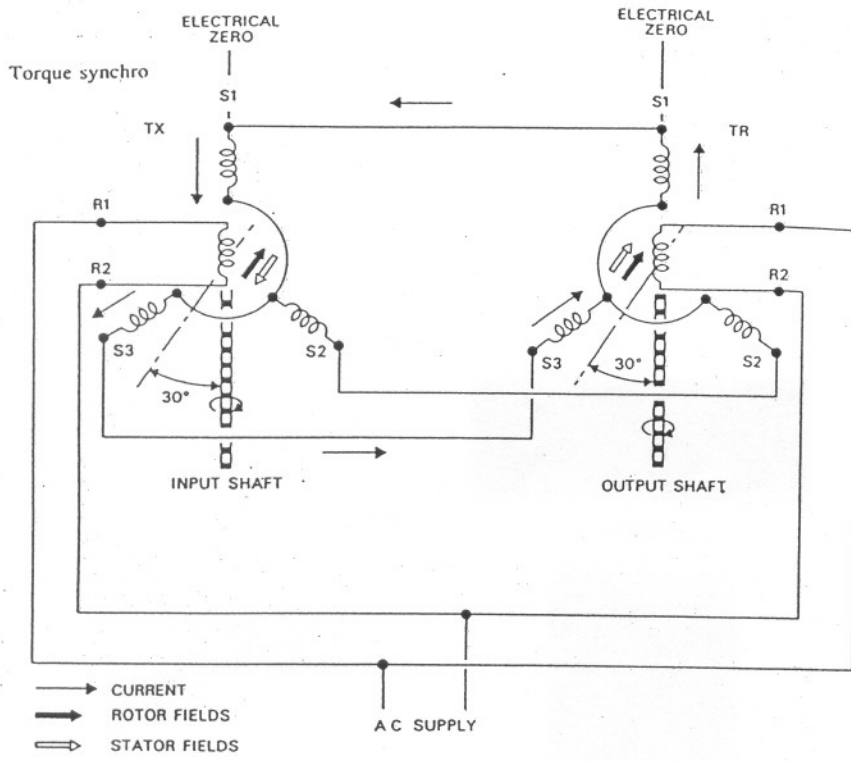 ELECTRICAL
ZERO
ELECTRICAL
ZERO
Torque synchro
S1
S1
TX
TR
R1
R1
R2
R2
S3
S2
S3
S2
30°
30°
INPUT SHAFT
OUTPUT SHAFT
CURRENT
ROTOR FIELDS
STATOR FIELDS
AC SUPPLY